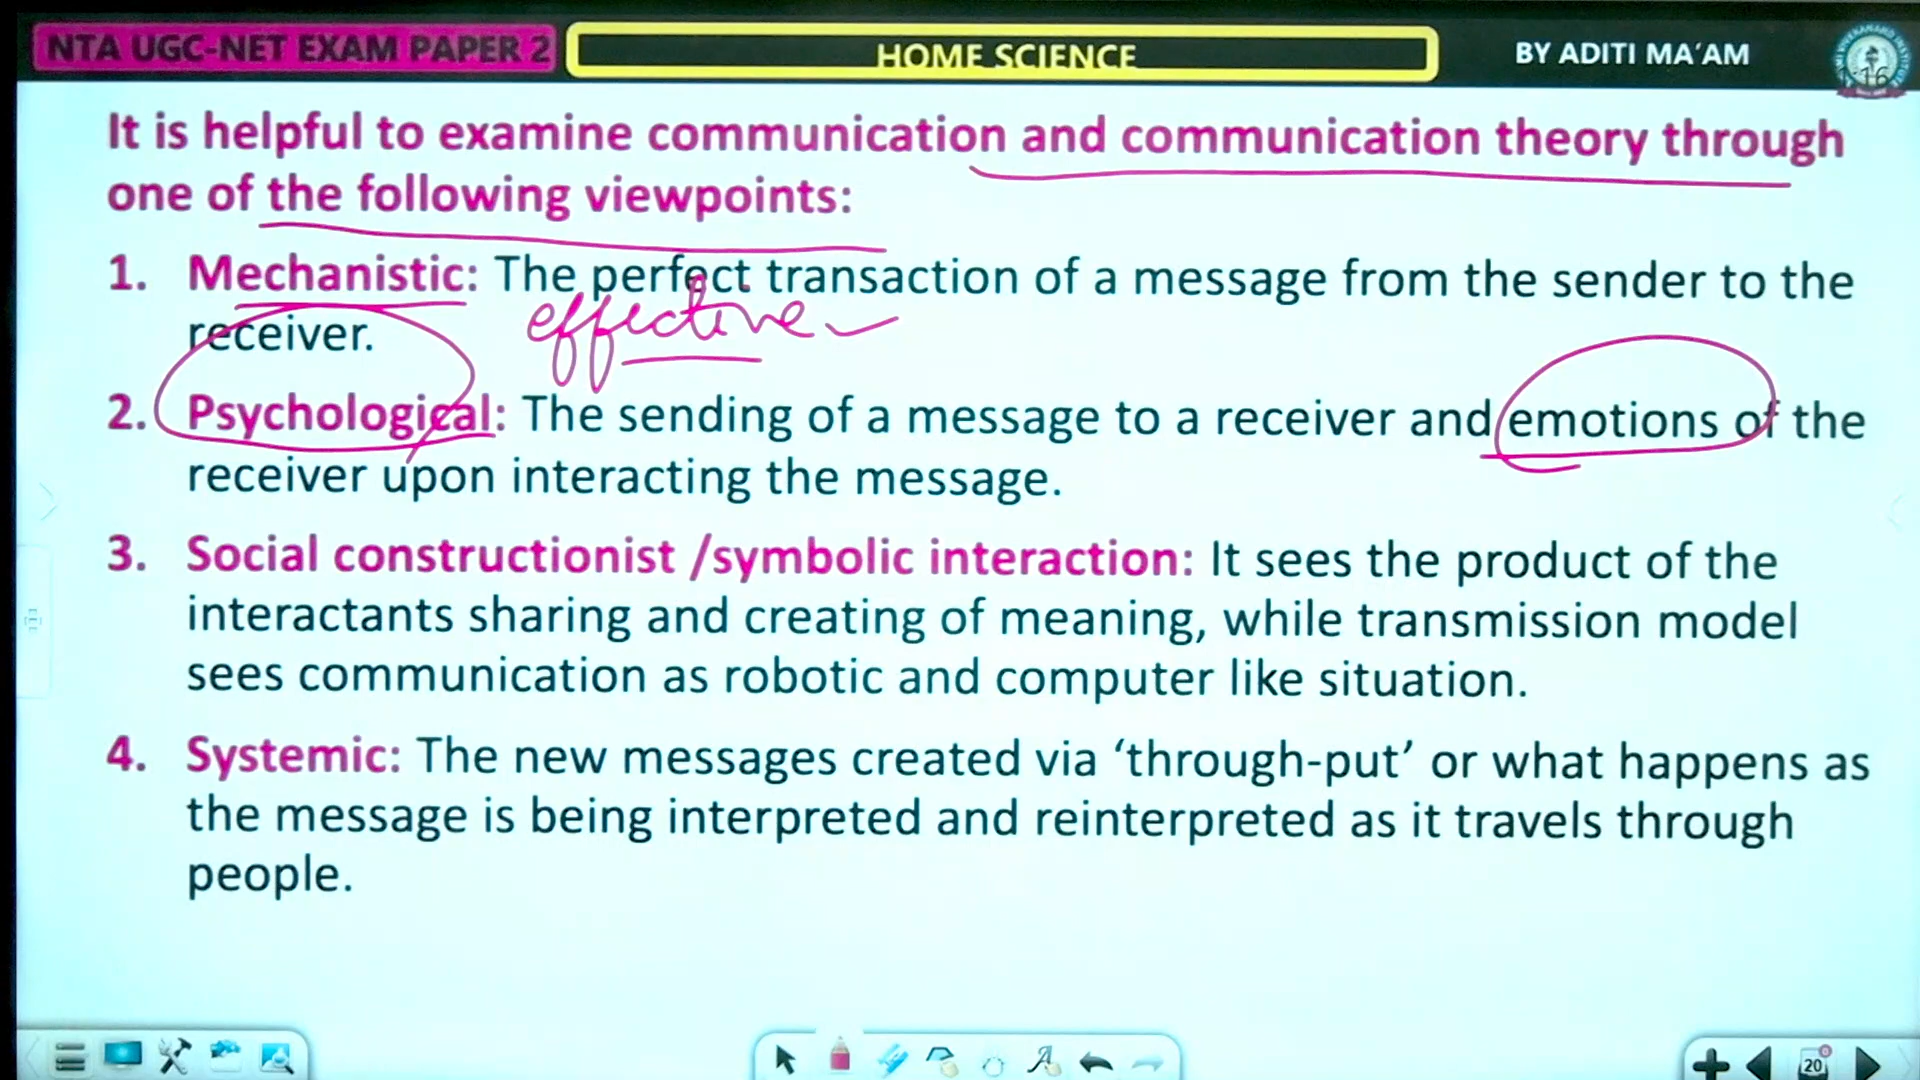 NTA UGC-NET EXAM PAPER 2
HOME SCIENCE
BY ADITI MA'AM
It is helpful to examine communication and communication theory through
one of the following viewpoints:
1. Mechanistic: The perfect transaction of a message from the sender to the
receiver.
effective
2. Psychological: The sending of a message to a receiver and emotions of the
receiver upon interacting the message.
3. Social constructionist /symbolic interaction: It sees the product of the
interactants sharing and creating of meaning, while transmission model
sees communication as robotic and computer like situation.
4. Systemic: The new messages created via ‘through-put’ or what happens as
the message is being interpreted and reinterpreted as it travels through
people.
20